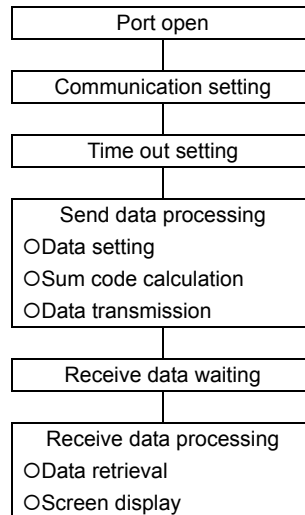 Port open
Communication setting
Time out setting
Send data processing
○Data setting
○Sum code calculation
○Data transmission
Receive data waiting
Receive data processing
○Data retrieval
○Screen display